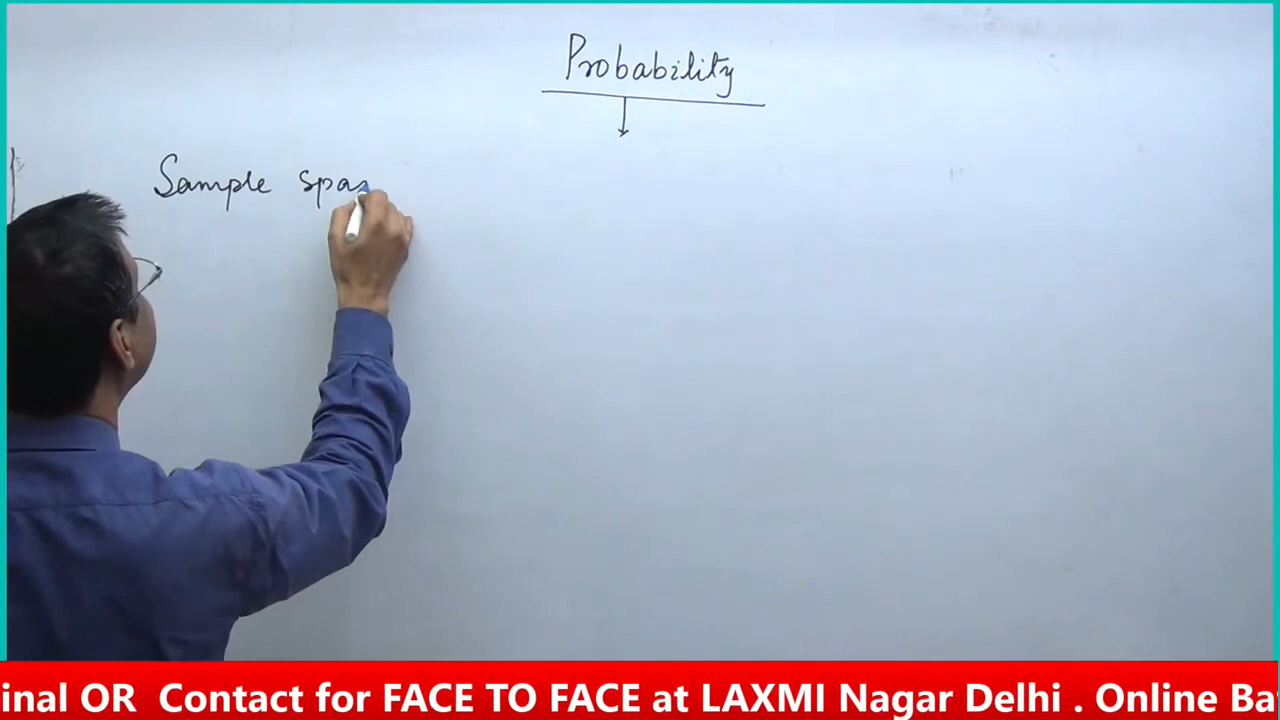 Probability
Sample spa
inal OR Contact for FACE TO FACE at LAXMI Nagar Delhi . Online Ba